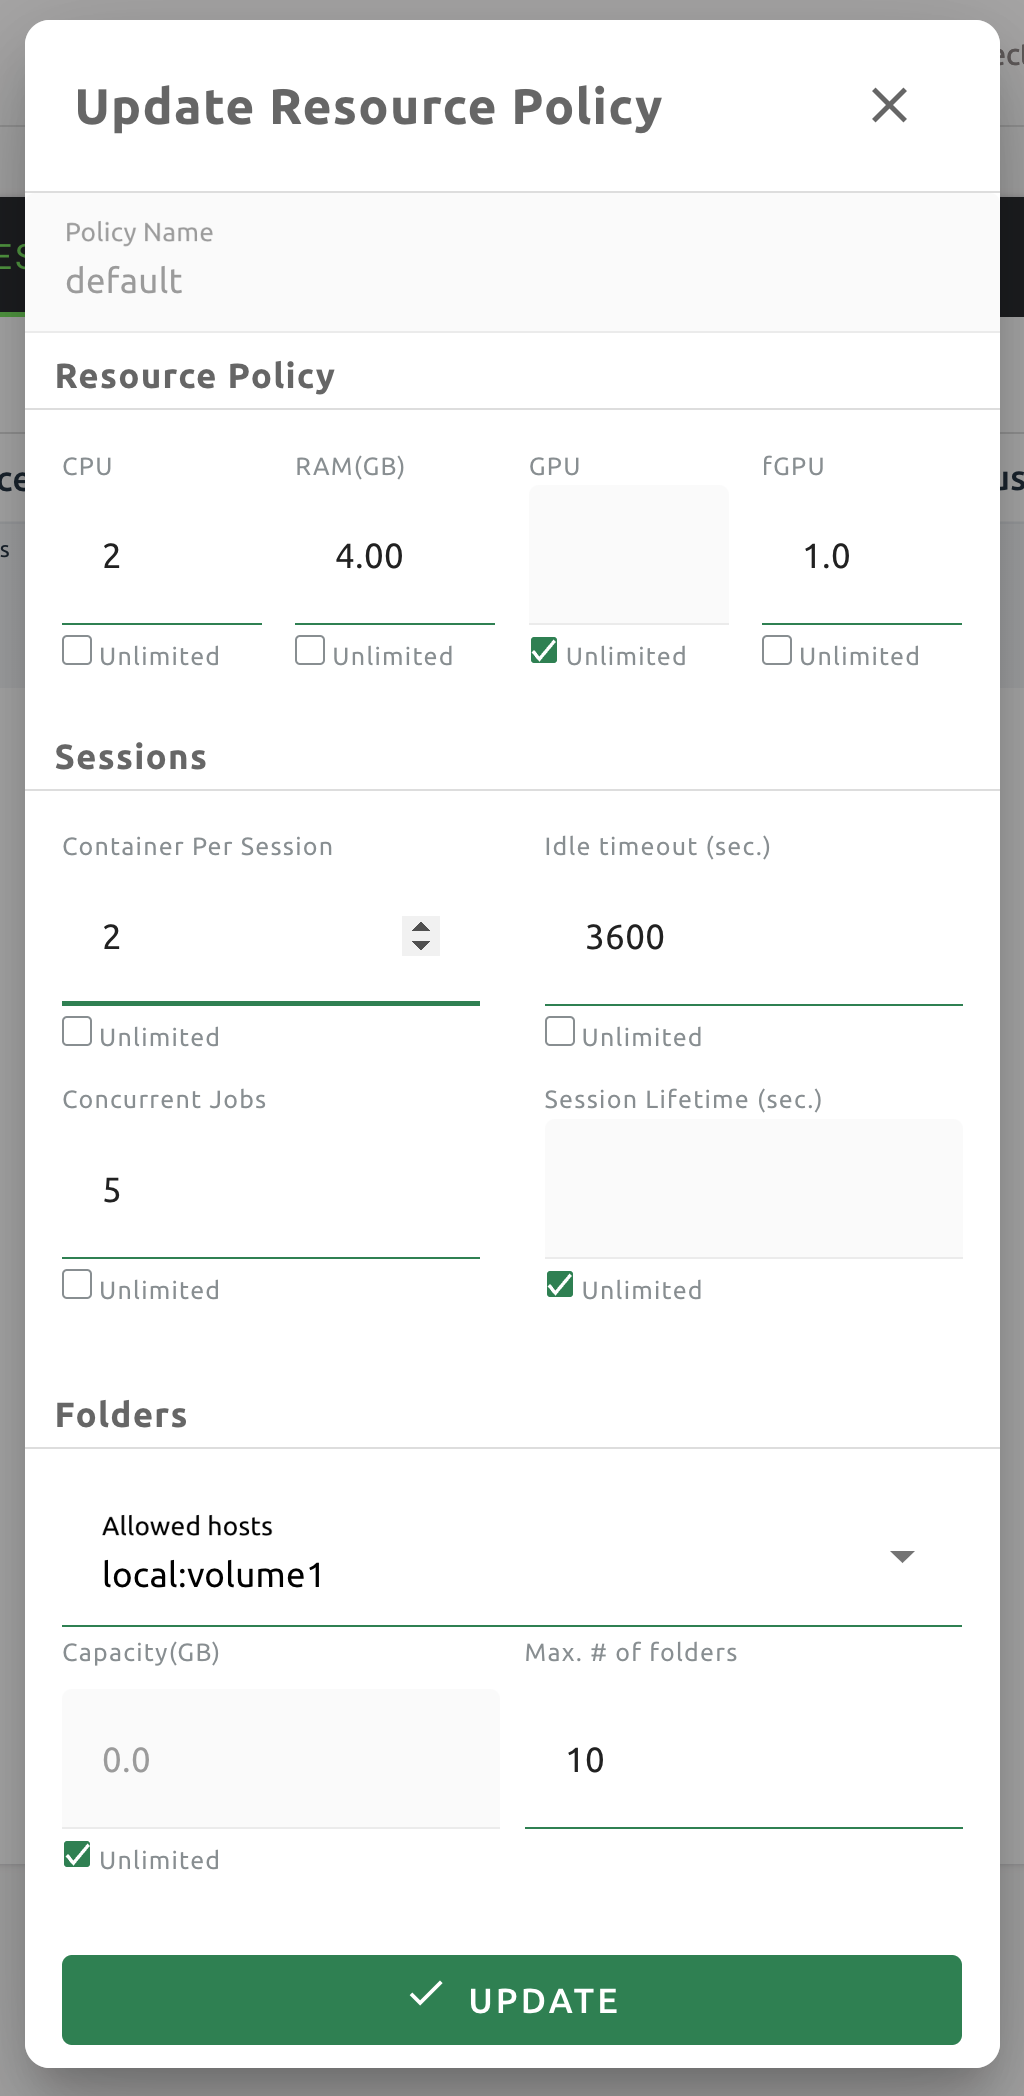 Update Resource Policy
Policy Name
default
Resource Policy
CPU RAM(GB) GPU fGPU
2 4.00 1.0
Unlimited Unlimited Unlimited Unlimited
Sessions
Container Per Session Idle timeout (sec.)
2 3600
Unlimited Unlimited
Concurrent Jobs Session Lifetime (sec.)
5
Unlimited Unlimited
Folders
Allowed hosts
local:volume1
Capacity(GB) Max. # of folders
0.0 10
Unlimited
UPDATE